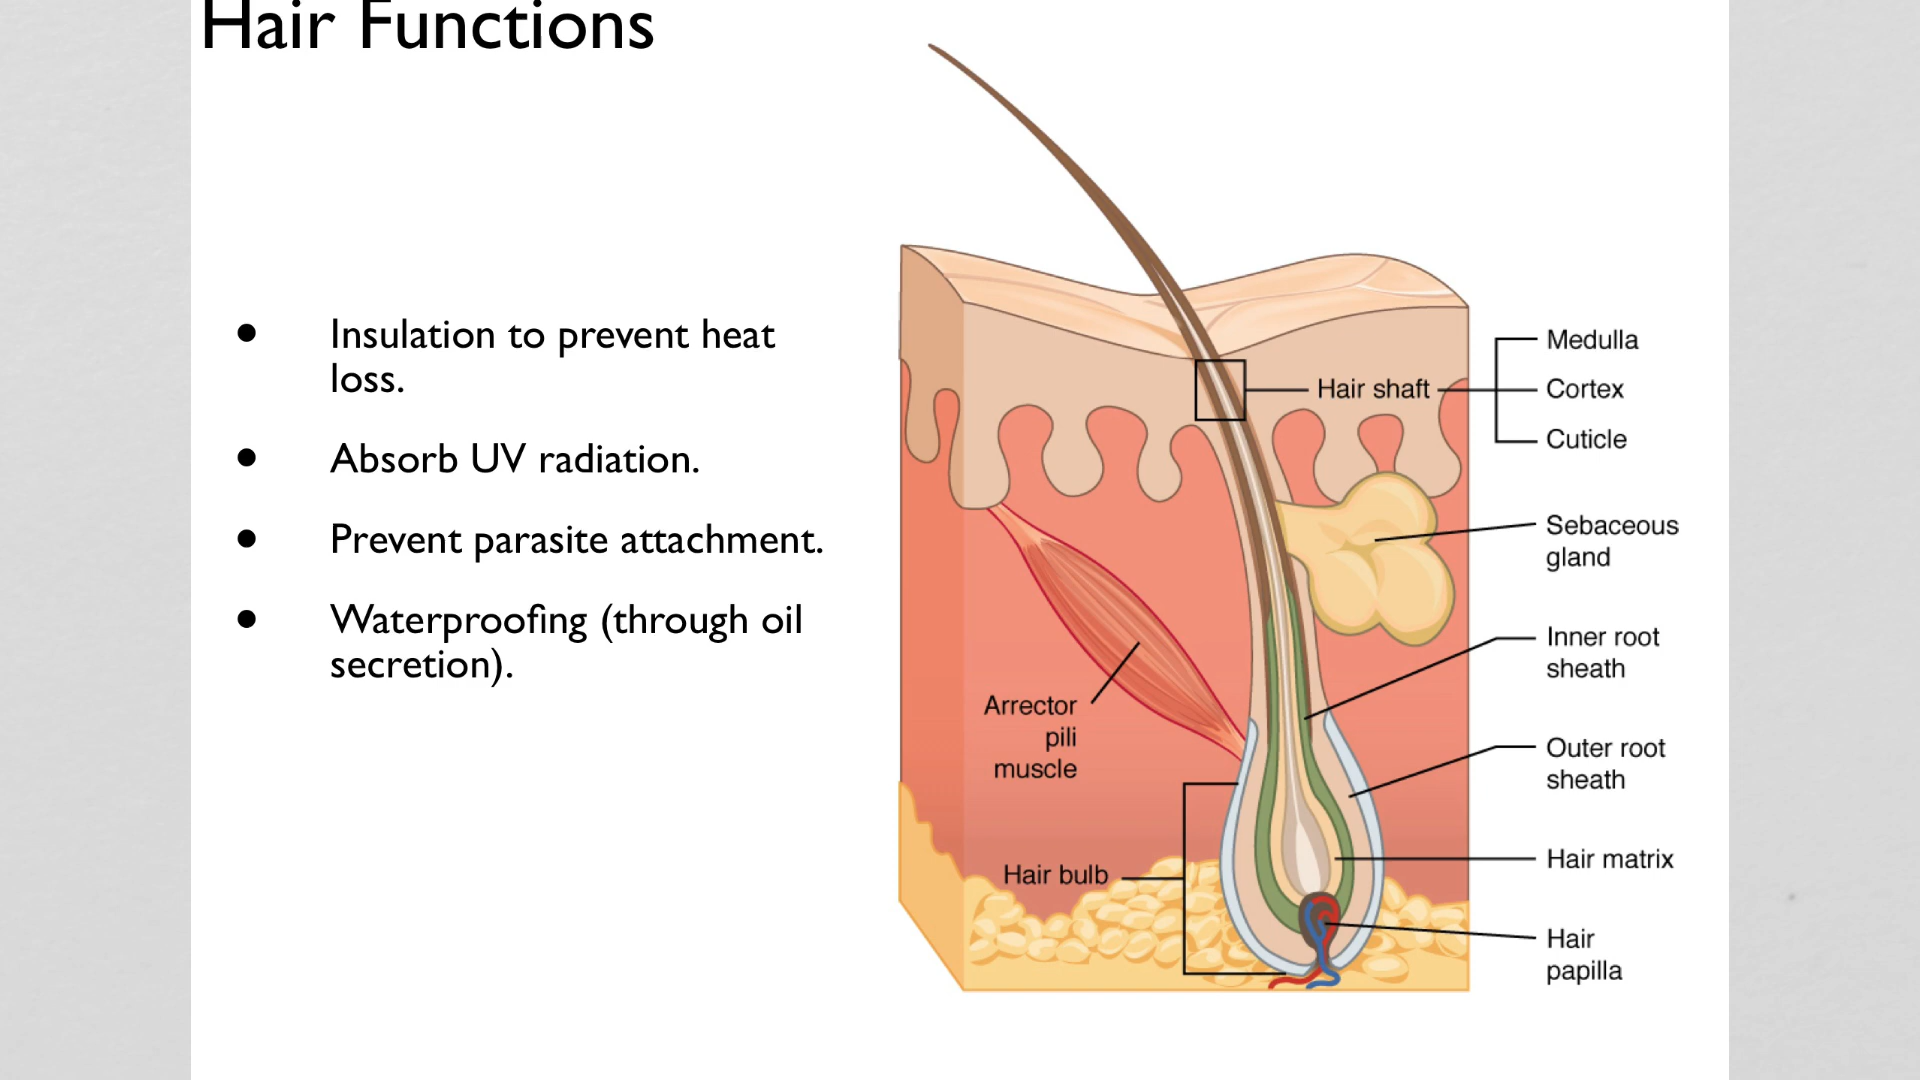 Hair Functions
Insulation to prevent heat
loss.
Absorb UV radiation.
Prevent parasite attachment.
Waterproofing (through oil
secretion).
Hair shaft
Medulla
Cortex
Cuticle
Sebaceous
gland
Inner root
sheath
Arrector
pili
muscle
Outer root
sheath
Hair bulb
Hair matrix
Hair
papilla